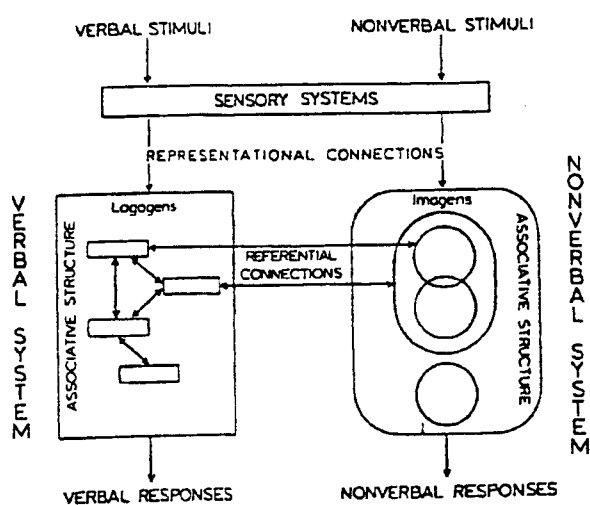 VERBAL STIMULI
NONVERBAL STIMULI
SENSORY SYSTEMS
REPRESENTATIONAL CONNECTIONS
VERBAL SYSTEM
Logogens
ASSOCIATIVE STRUCTURE
REFERENTIAL
CONNECTIONS
Imagens
ASSOCIATIVE STRUCTURE
NONVERBAL SYSTEM
VERBAL RESPONSES
NONVERBAL RESPONSES